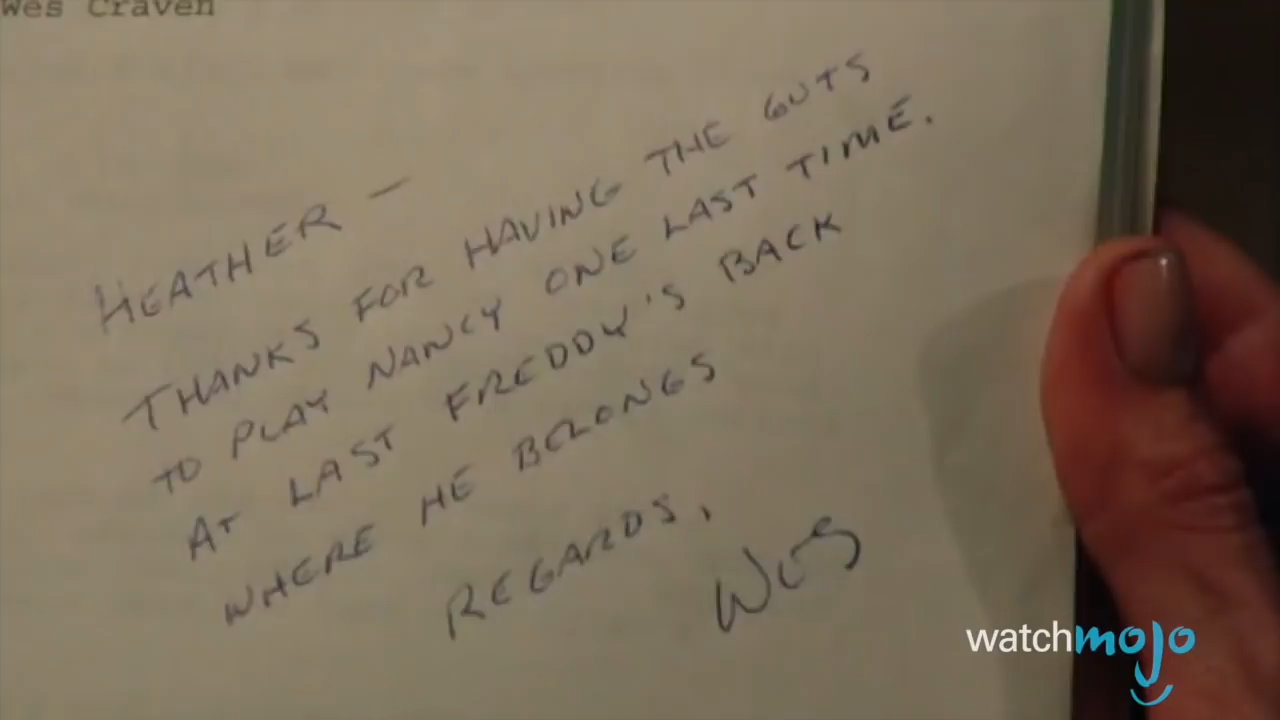 Wes Craven
HEATHER —
THANKS FOR HAVING THE GUTS
TO PLAY NANCY ONE LAST TIME.
AT LAST FREDDY'S BACK
WHERE HE BELONGS
REGARDS,
Wes
watchmojo